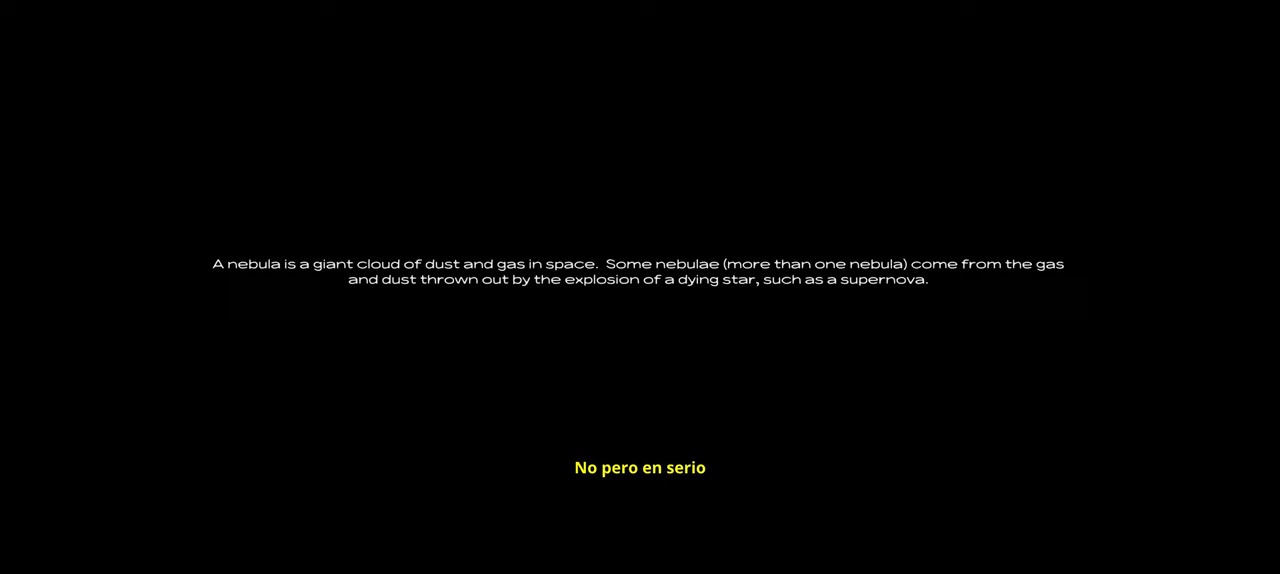 A nebula is a giant cloud of dust and gas in space.  Some nebulae (more than one nebula) come from the gas
and dust thrown out by the explosion of a dying star, such as a supernova.
No pero en serio